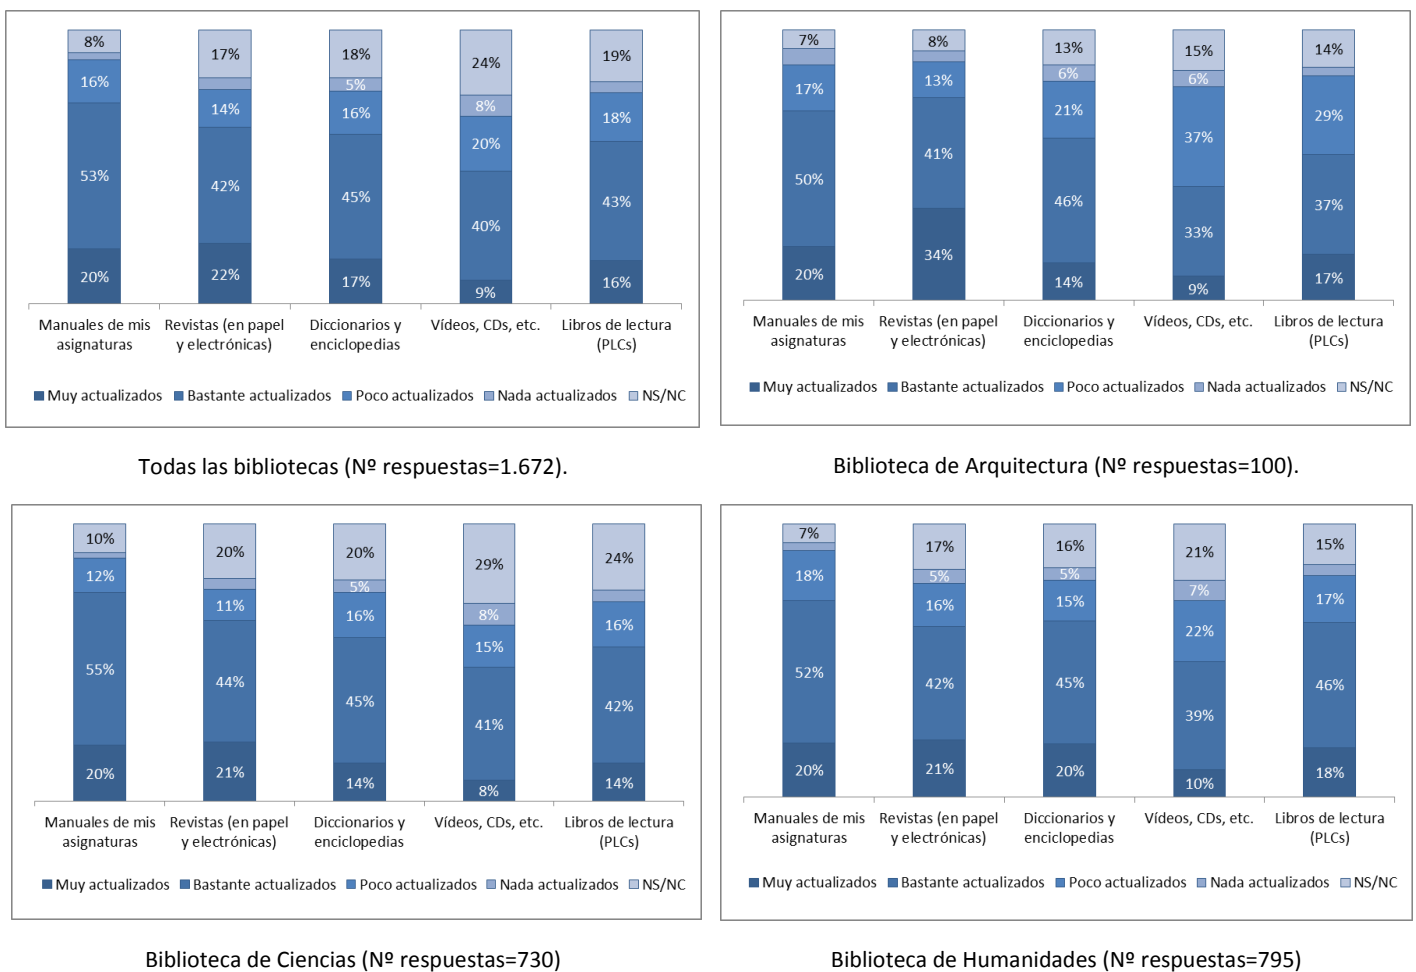 8%
17%
18%
24%
19%
16%
14%
5%
16%
8%
20%
18%
53%
42%
45%
40%
43%
20%
22%
17%
9%
16%
Manuales de mis
asignaturas
Revistas (en papel
y electrónicas)
Diccionarios y
enciclopedias
Vídeos, CDs, etc.
Libros de lectura
(PLCs)
Muy actualizados Bastante actualizados Poco actualizados Nada actualizados NS/NC
Todas las bibliotecas (Nº respuestas=1.672).
7%
8%
13%
15%
14%
17%
13%
6%
21%
6%
37%
29%
50%
41%
46%
33%
37%
20%
34%
14%
9%
17%
Manuales de mis
asignaturas
Revistas (en papel
y electrónicas)
Diccionarios y
enciclopedias
Vídeos, CDs, etc.
Libros de lectura
(PLCs)
Muy actualizados Bastante actualizados Poco actualizados Nada actualizados NS/NC
Biblioteca de Arquitectura (Nº respuestas=100).
10%
20%
20%
29%
24%
12%
11%
5%
16%
8%
15%
16%
55%
44%
45%
41%
42%
20%
21%
14%
8%
14%
Manuales de mis
asignaturas
Revistas (en papel
y electrónicas)
Diccionarios y
enciclopedias
Vídeos, CDs, etc.
Libros de lectura
(PLCs)
Muy actualizados Bastante actualizados Poco actualizados Nada actualizados NS/NC
Biblioteca de Ciencias (Nº respuestas=730)
7%
17%
16%
21%
15%
18%
5%
16%
5%
15%
7%
22%
17%
52%
42%
45%
39%
46%
20%
21%
20%
10%
18%
Manuales de mis
asignaturas
Revistas (en papel
y electrónicas)
Diccionarios y
enciclopedias
Vídeos, CDs, etc.
Libros de lectura
(PLCs)
Muy actualizados Bastante actualizados Poco actualizados Nada actualizados NS/NC
Biblioteca de Humanidades (Nº respuestas=795)